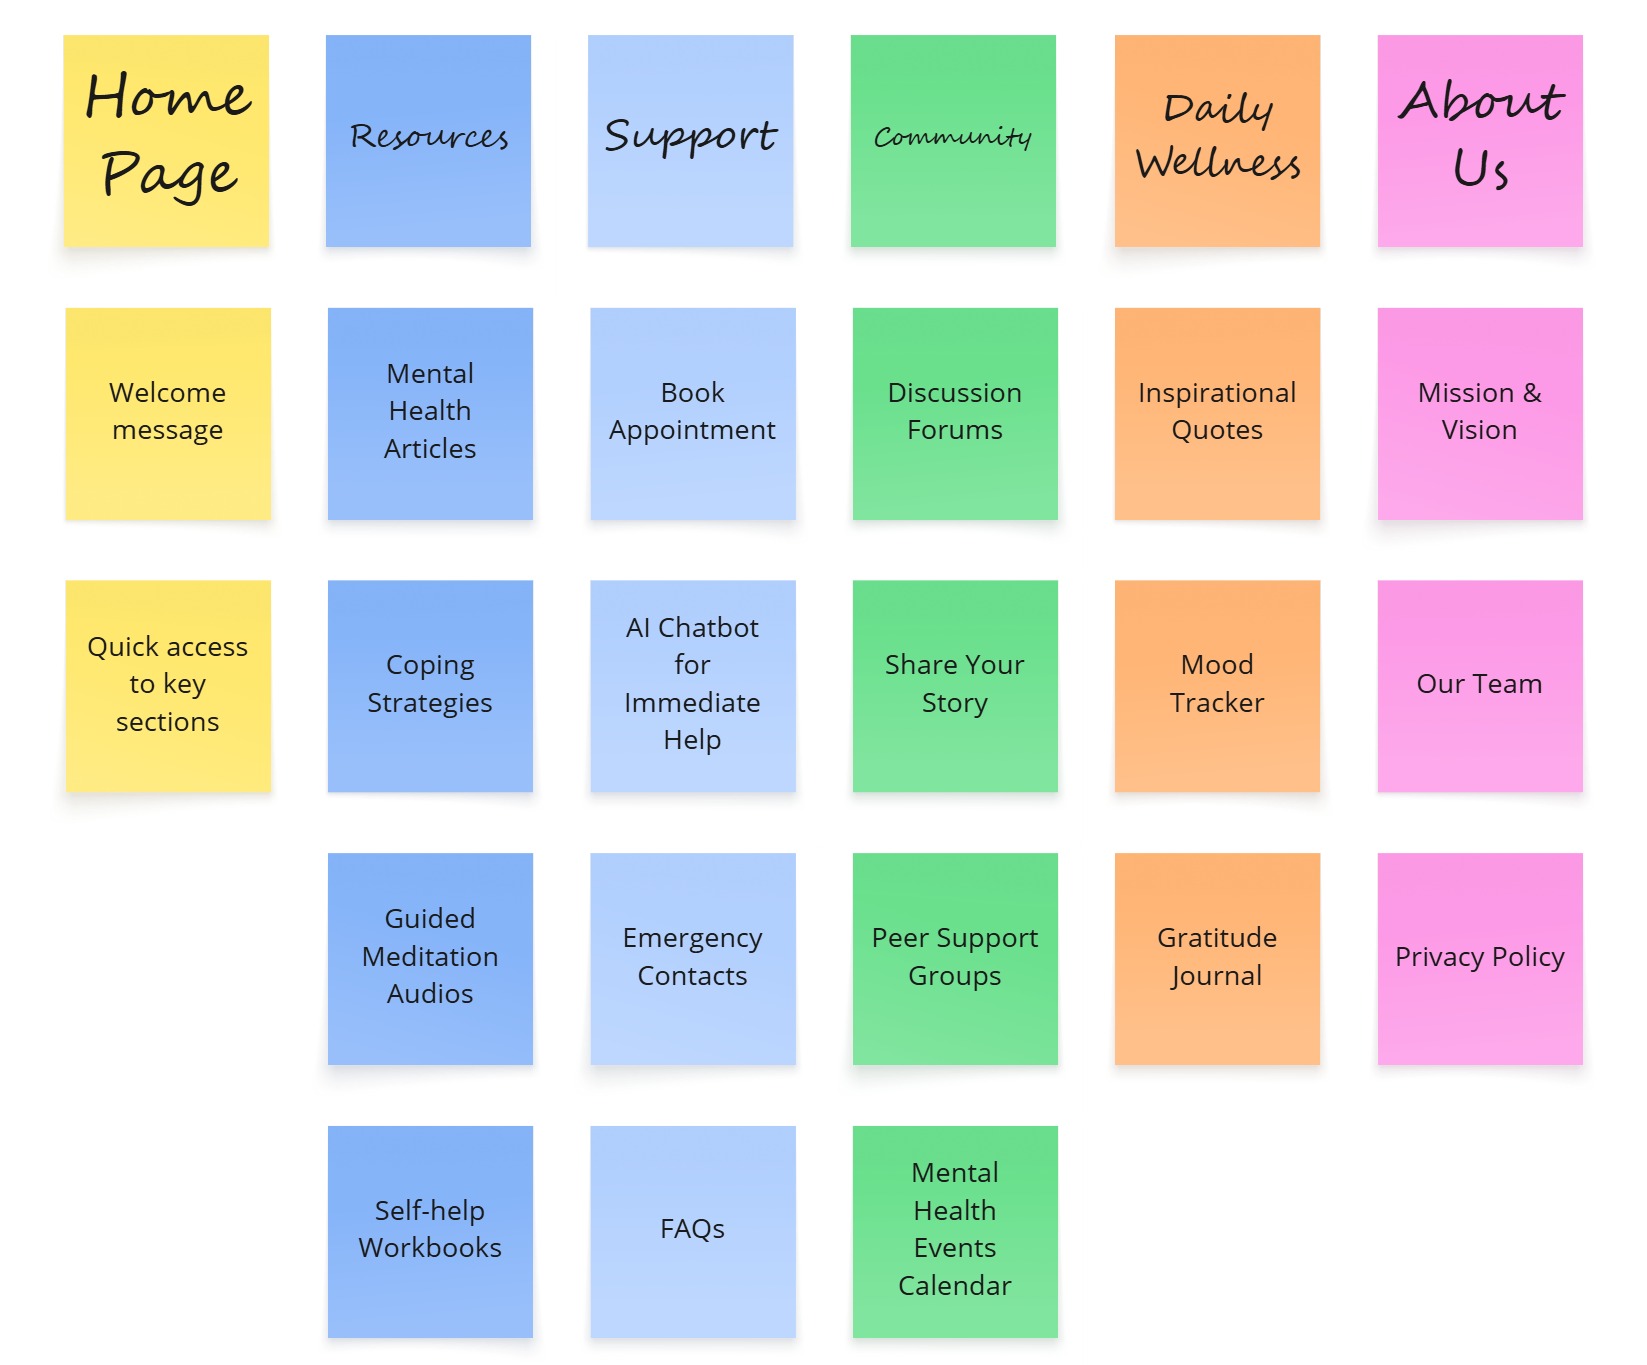 Home
Page
Resources
Support
Community
Daily
Wellness
About
Us
Welcome
message
Mental
Health
Articles
Book
Appointment
Discussion
Forums
Inspirational
Quotes
Mission &
Vision
Quick access
to key
sections
Coping
Strategies
AI Chatbot
for
Immediate
Help
Share Your
Story
Mood
Tracker
Our Team
Guided
Meditation
Audios
Emergency
Contacts
Peer Support
Groups
Gratitude
Journal
Privacy Policy
Self-help
Workbooks
FAQs
Mental
Health
Events
Calendar